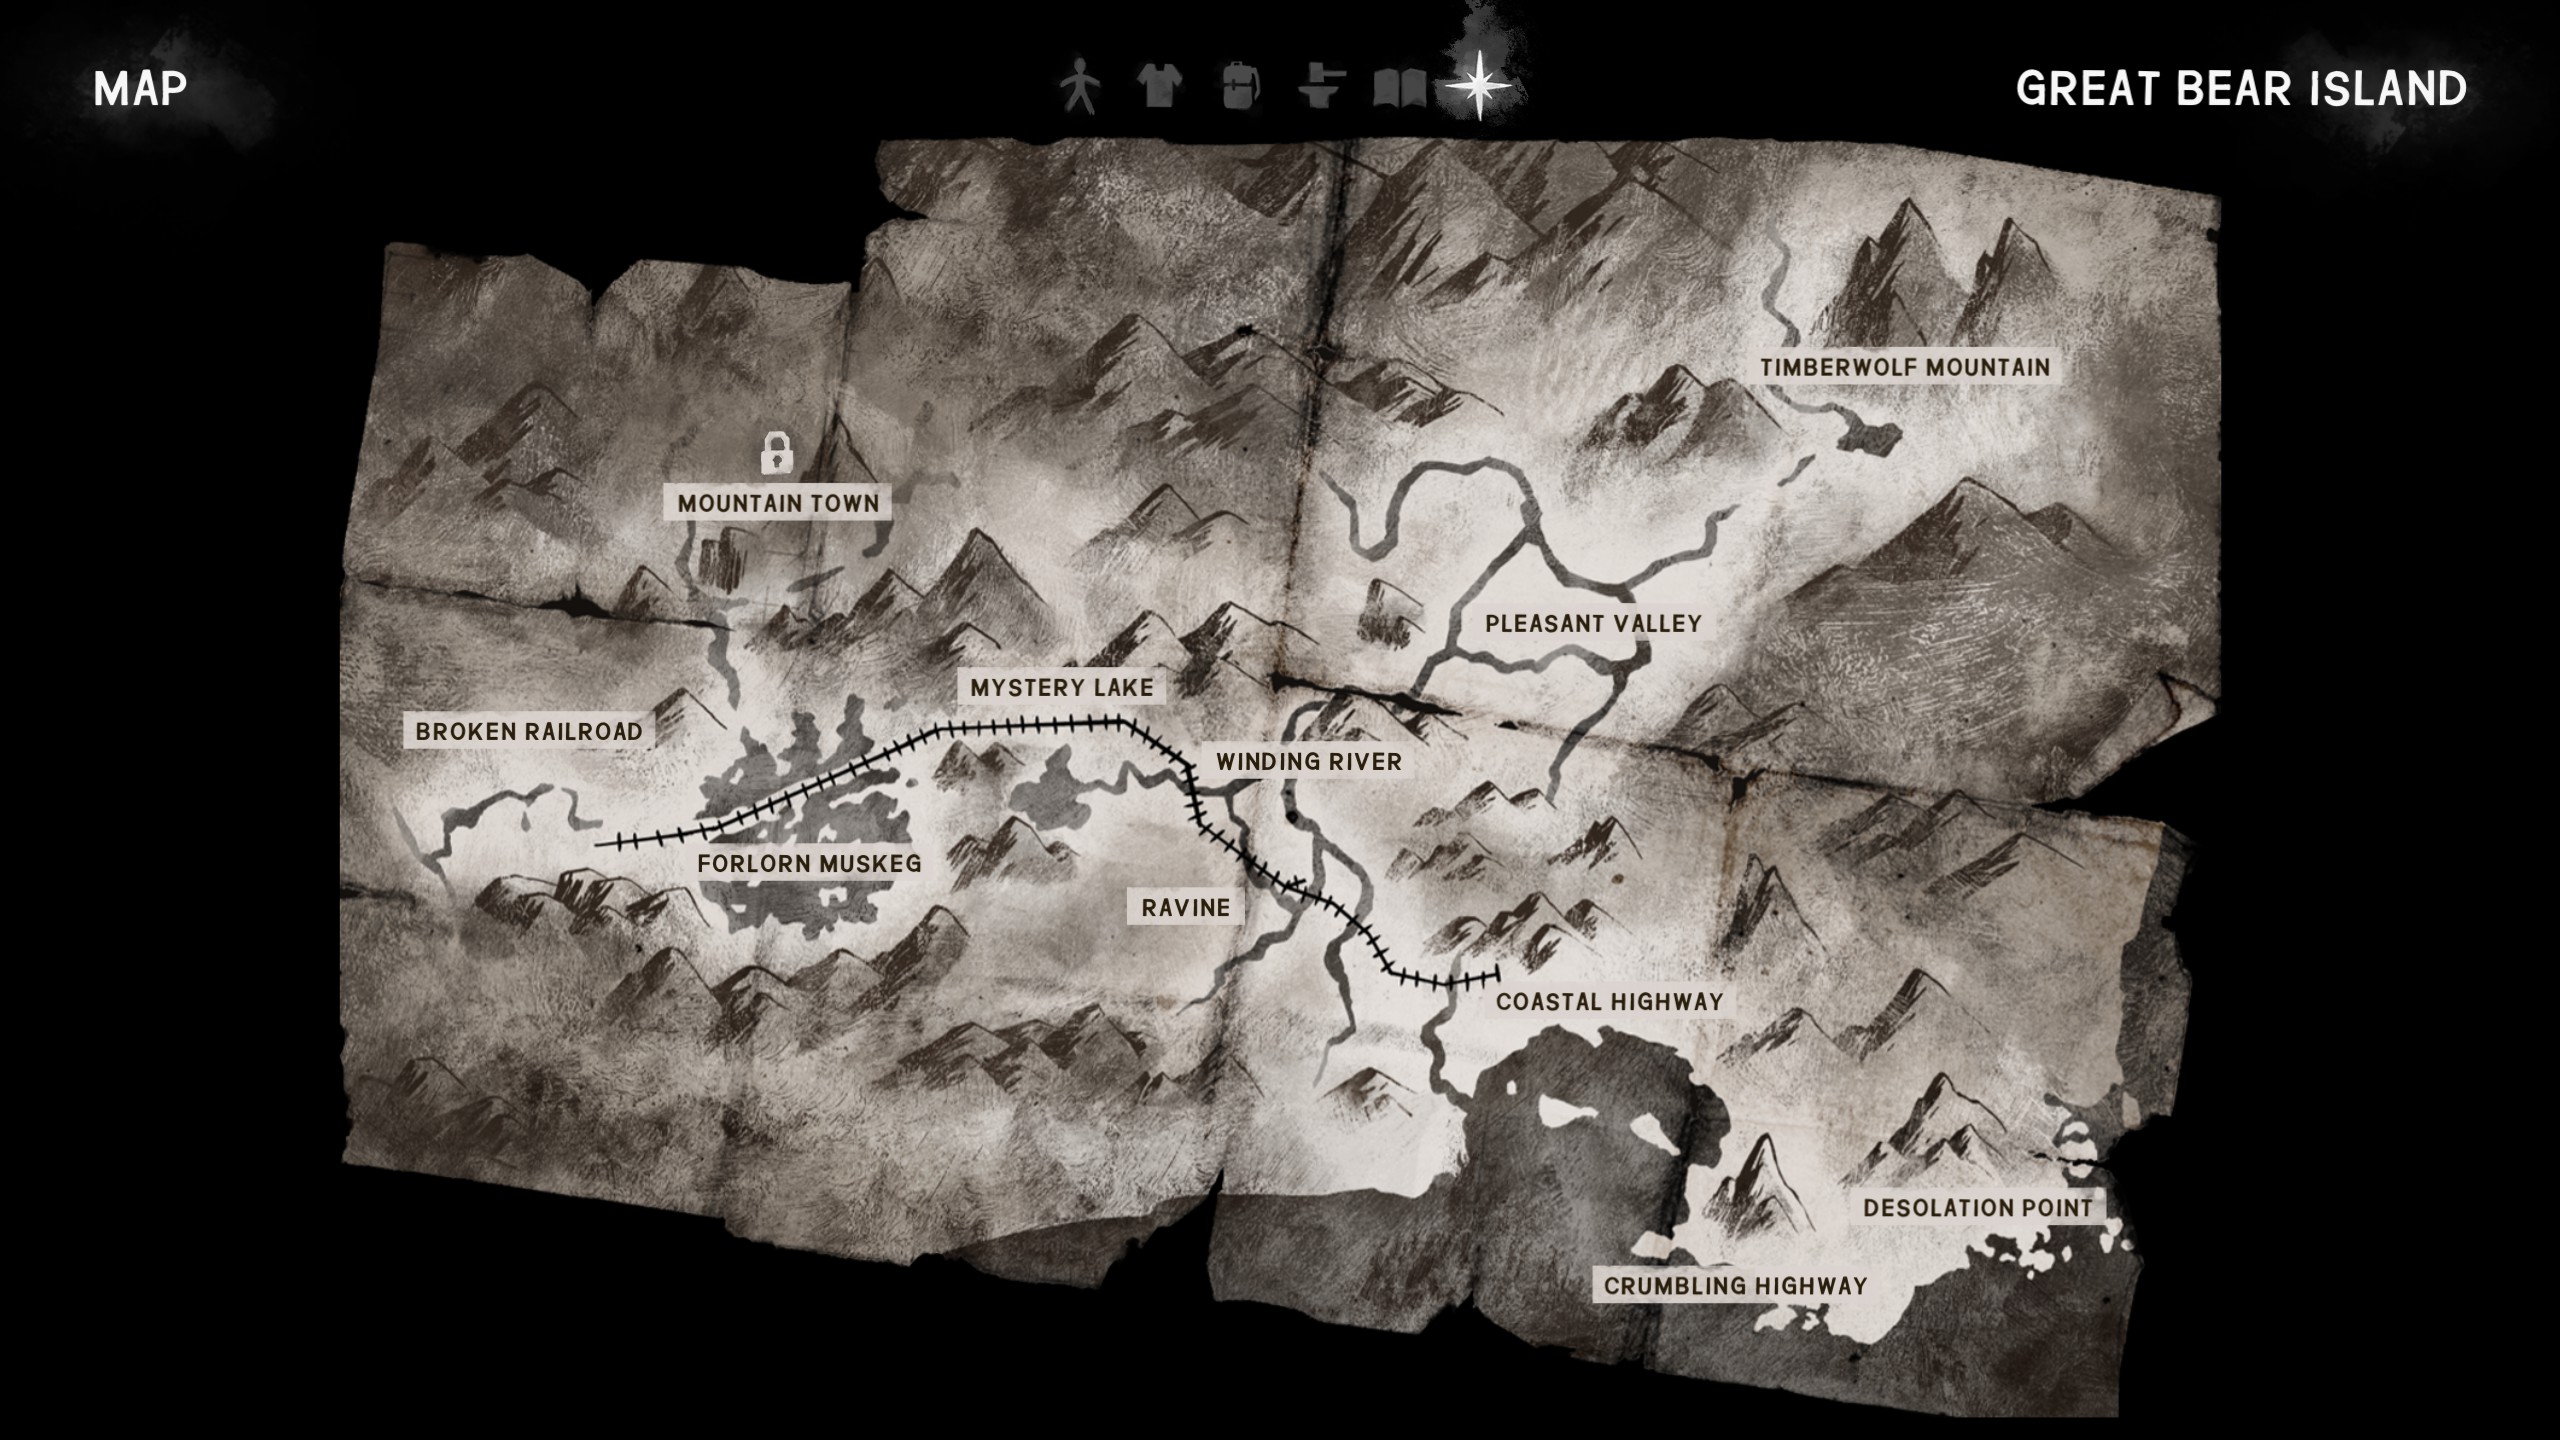 MAP
GREAT BEAR ISLAND
TIMBERWOLF MOUNTAIN
MOUNTAIN TOWN
PLEASANT VALLEY
MYSTERY LAKE
BROKEN RAILROAD
WINDING RIVER
FORLORN MUSKEG
RAVINE
COASTAL HIGHWAY
DESOLATION POINT
CRUMBLING HIGHWAY